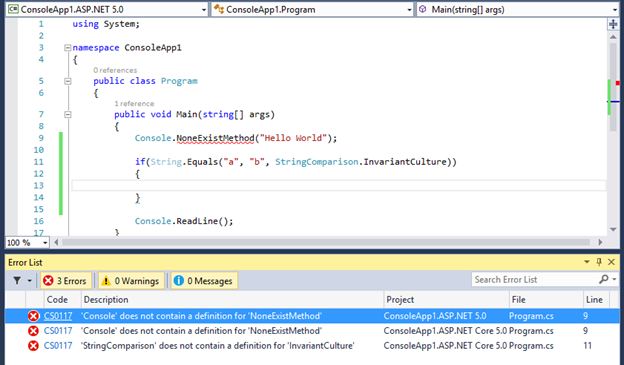 ConsoleApp1.ASP.NET 5.0 ConsoleApp1.Program Main(string[] args)
1 using System;
2
3 namespace ConsoleApp1
4 {
0 references
5 public class Program
6 {
1 reference
7 public void Main(string[] args)
8 {
9 Console.NoneExistMethod("Hello World");
10
11 if(String.Equals("a", "b", StringComparison.InvariantCulture))
12 {
13
14 }
15
16 Console.ReadLine();
17 }
100 %
Error List
3 Errors 0 Warnings 0 Messages Search Error List
Code Description Project File Line
CS0117 'Console' does not contain a definition for 'NoneExistMethod' ConsoleApp1.ASP.NET 5.0 Program.cs 9
CS0117 'Console' does not contain a definition for 'NoneExistMethod' ConsoleApp1.ASP.NET Core 5.0 Program.cs 9
CS0117 'StringComparison' does not contain a definition for 'InvariantCulture' ConsoleApp1.ASP.NET Core 5.0 Program.cs 11